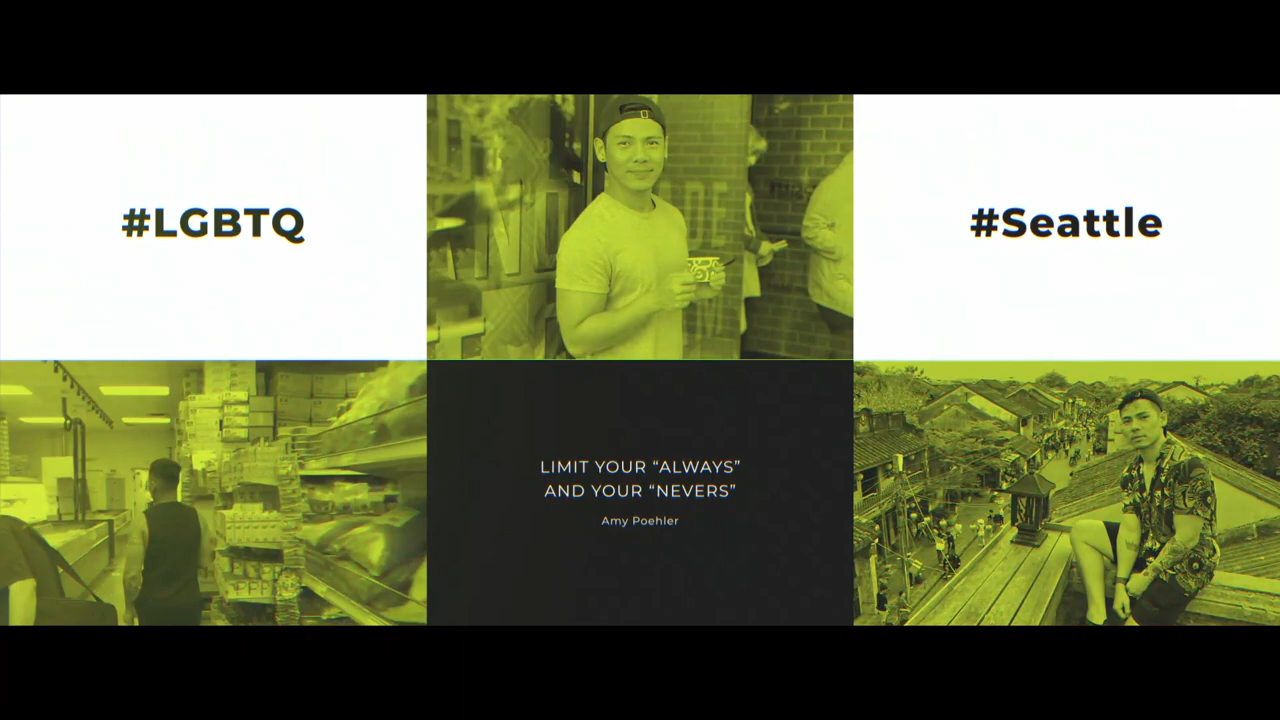 #LGBTQ
#Seattle
LIMIT YOUR “ALWAYS”
AND YOUR “NEVERS”
Amy Poehler